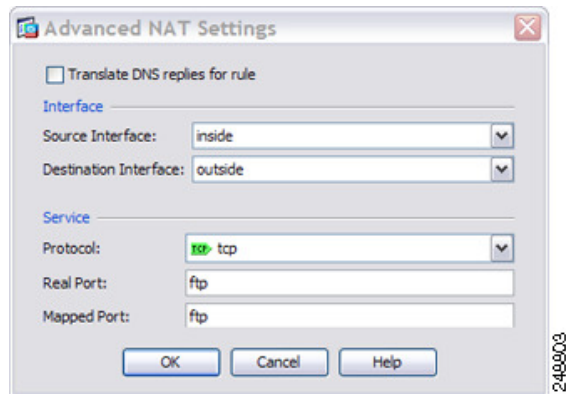 Advanced NAT Settings
Translate DNS replies for rule
Interface
Source Interface: inside
Destination Interface: outside
Service
Protocol: TCP tcp
Real Port: ftp
Mapped Port: ftp
OK Cancel Help
248803